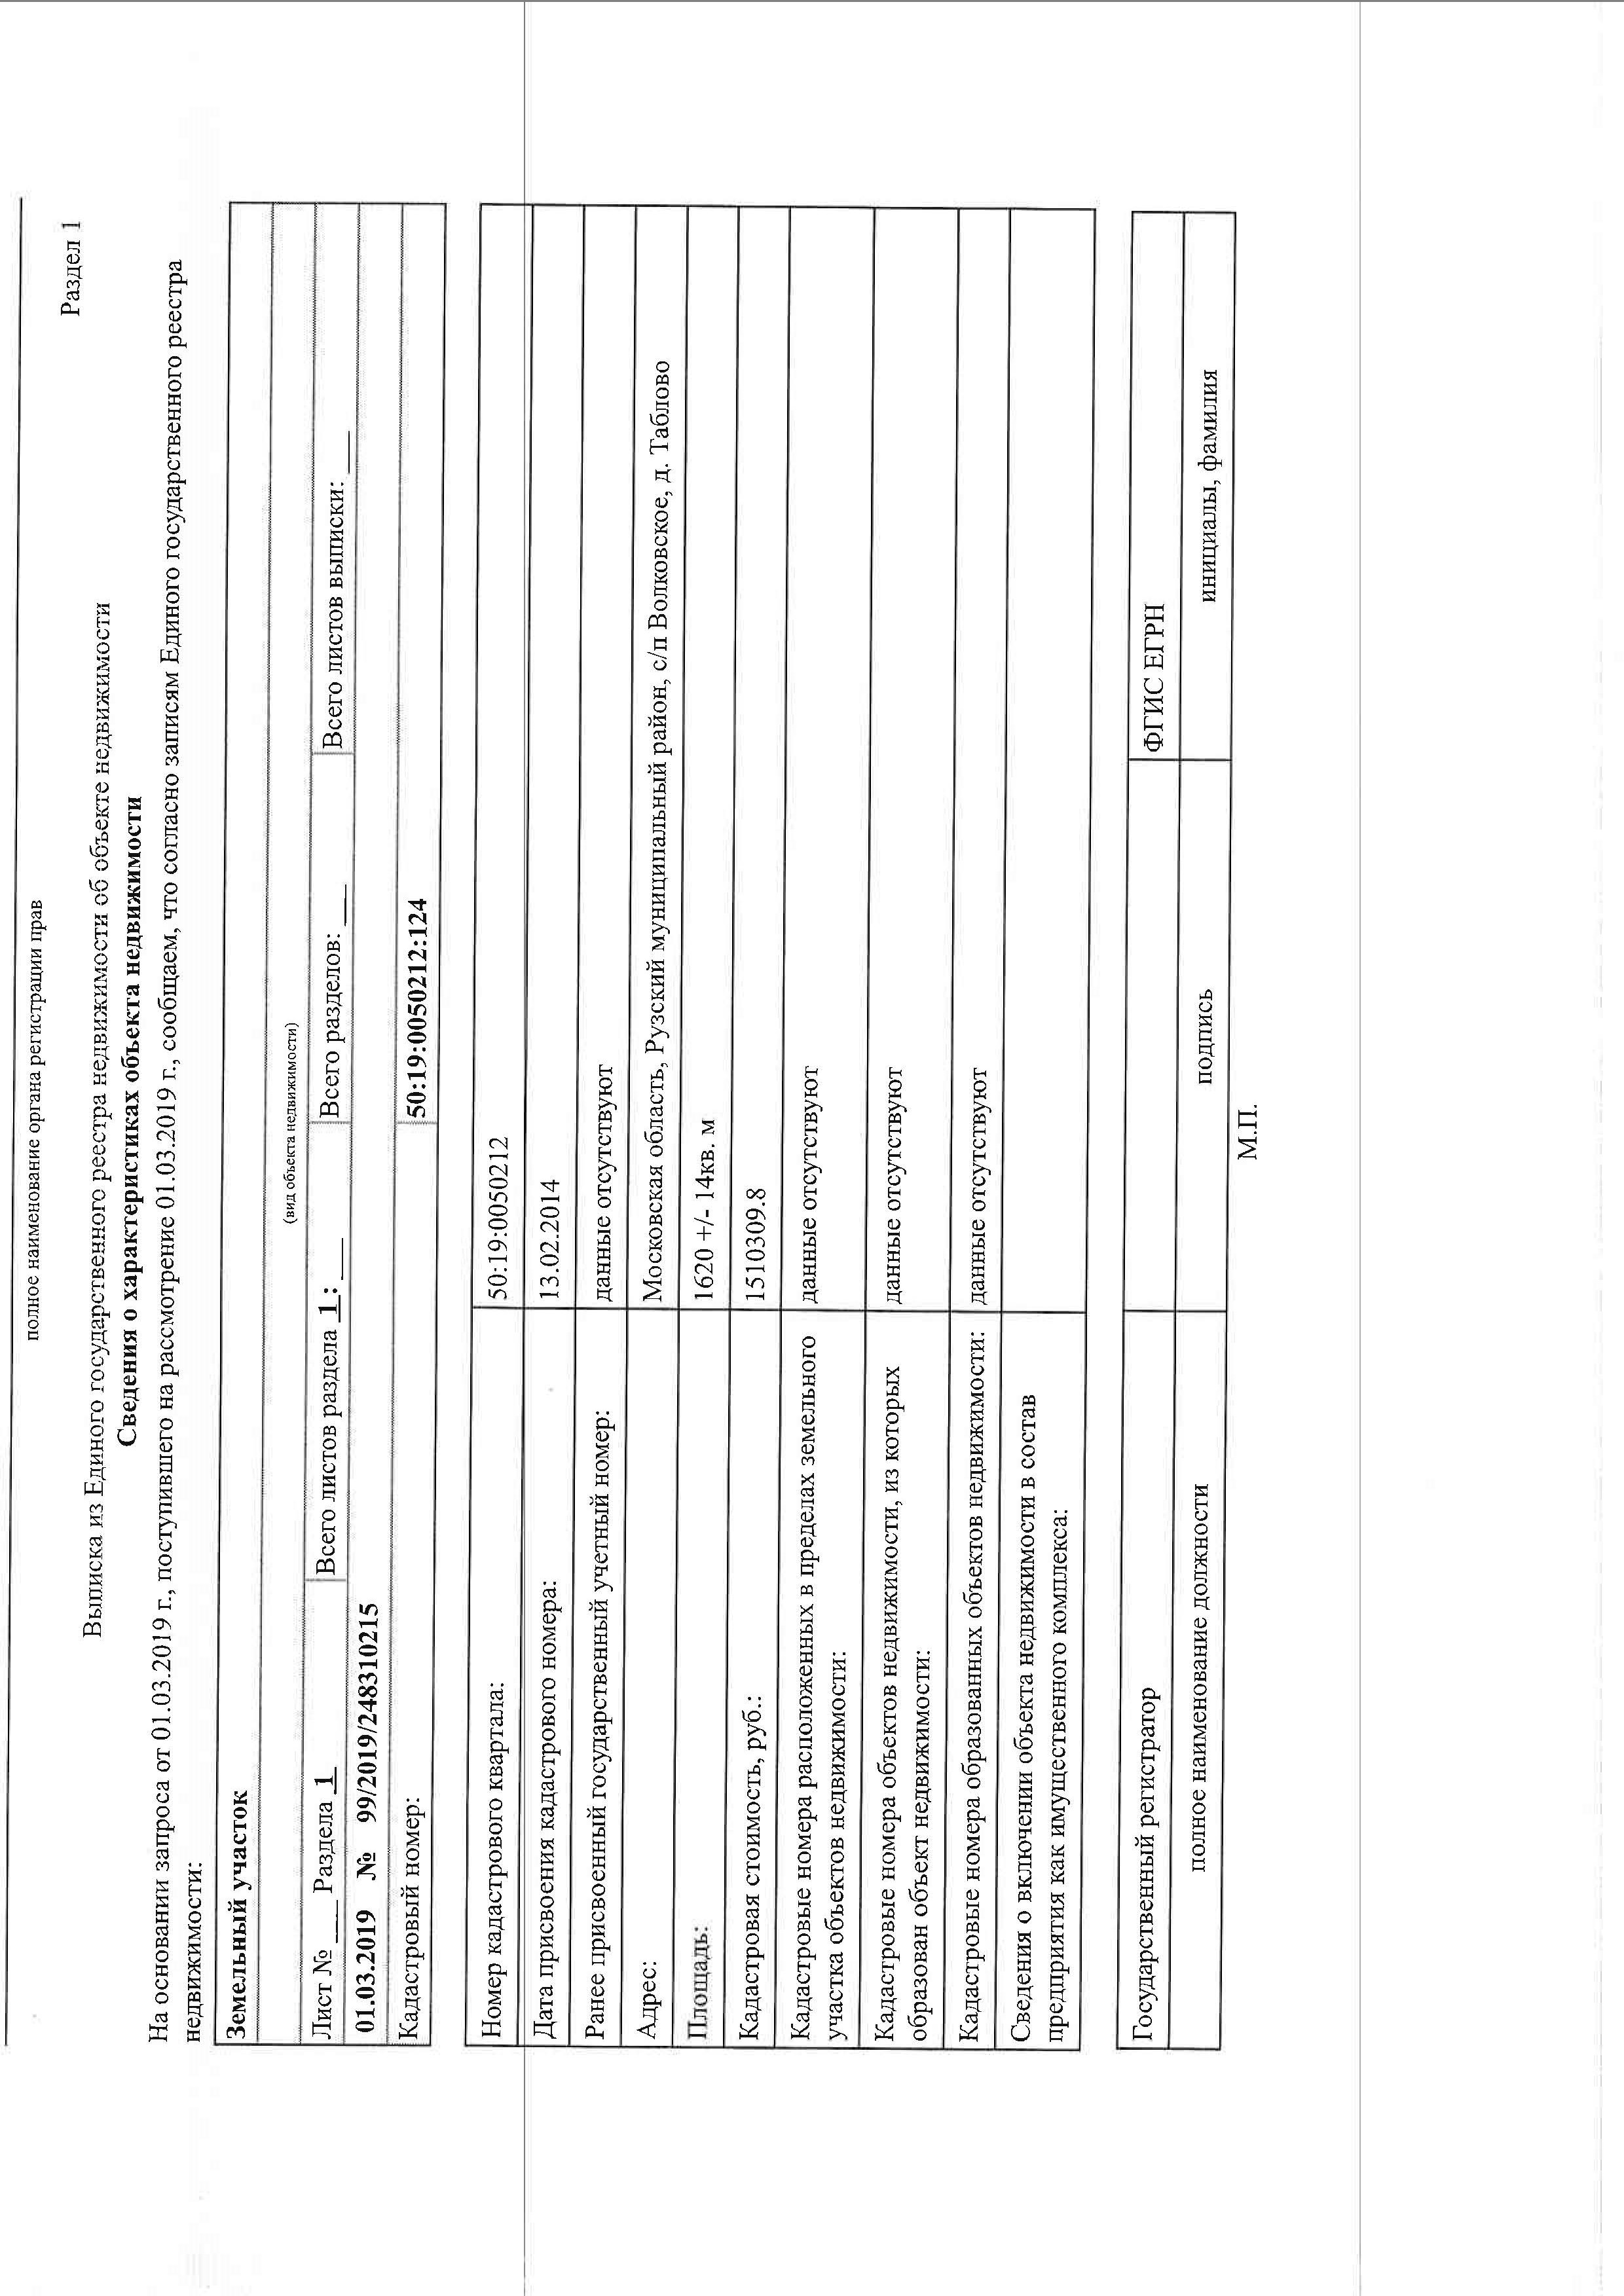 полное наименование органа регистрации прав
Раздел 1
Выписка из Единого государственного реестра недвижимости об объекте недвижимости
Сведения о характеристиках объекта недвижимости
На основании запроса от 01.03.2019 г., поступившего на рассмотрение 01.03.2019 г., сообщаем, что согласно записям Единого государственного реестра
недвижимости:
Земельный участок
(вид объекта недвижимости)
Лист № ___ Раздела 1 Всего листов раздела 1 : ___ Всего разделов: ___ Всего листов выписки: ___
01.03.2019 № 99/2019/248310215
Кадастровый номер: 50:19:0050212:124
Номер кадастрового квартала: 50:19:0050212
Дата присвоения кадастрового номера: 13.02.2014
Ранее присвоенный государственный учетный номер: данные отсутствуют
Адрес: Московская область, Рузский муниципальный район, с/п Волковское, д. Таблово
Площадь: 1620 +/- 14кв. м
Кадастровая стоимость, руб.: 1510309.8
Кадастровые номера расположенных в пределах земельного данные отсутствуют
участка объектов недвижимости:
Кадастровые номера объектов недвижимости, из которых данные отсутствуют
образован объект недвижимости:
Кадастровые номера образованных объектов недвижимости: данные отсутствуют
Сведения о включении объекта недвижимости в состав
предприятия как имущественного комплекса:
Государственный регистратор ФГИС ЕГРН
полное наименование должности подпись инициалы, фамилия
М.П.